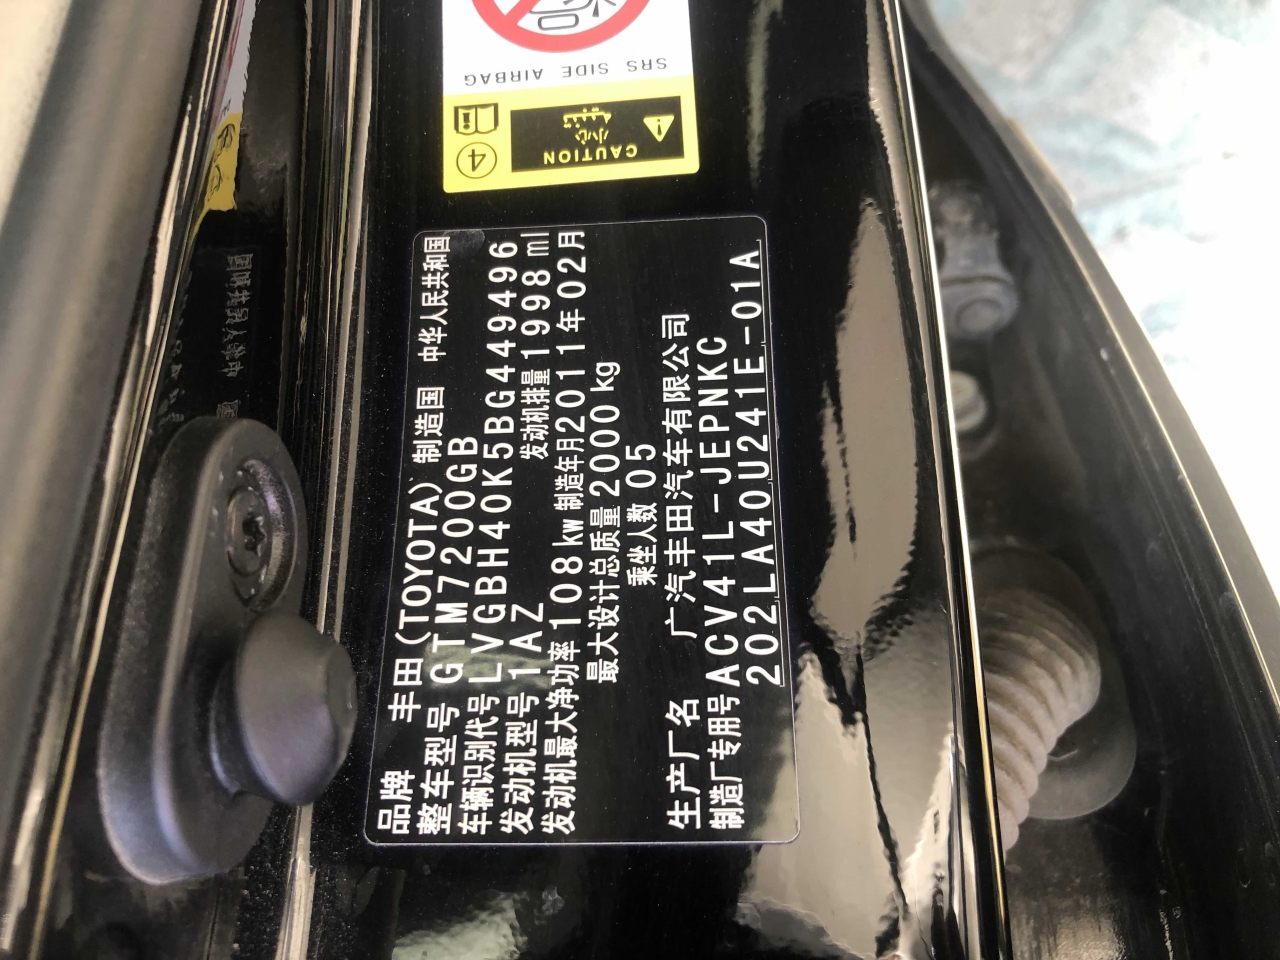 SRS SIDE AIRBAG
CAUTION
小心
4
品牌 丰田(TOYOTA) 制造国 中华人民共和国
整车型号 GTM7200GB
车辆识别代号 LVGBH40K5BG449496
发动机型号 1AZ 发动机排量 1998 ml
发动机最大净功率 108 kw 制造年月 2011年02月
最大设计总质量 2000 kg
乘坐人数 05
生产厂名 广汽丰田汽车有限公司
制造厂专用号 ACV41L-JEPNKC
202LA40U241E-01A